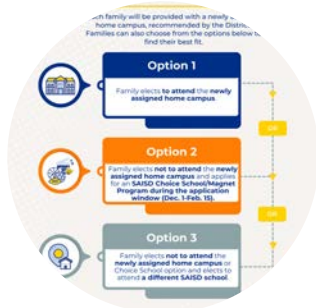 ch family will be provided with a newly
home campus, recommended by the Distric
Families can also choose from the options below to
find their best fit.
Option 1
Family elects to attend the newly
assigned home campus.
OR
Option 2
Family elects not to attend the newly
assigned home campus and applies
for an SAISD Choice School/Magnet
Program during the application
window (Dec. 1-Feb. 15).
OR
Option 3
Family elects not to attend the
newly assigned home campus or
Choice School option and elects to
attend a different SAISD school.